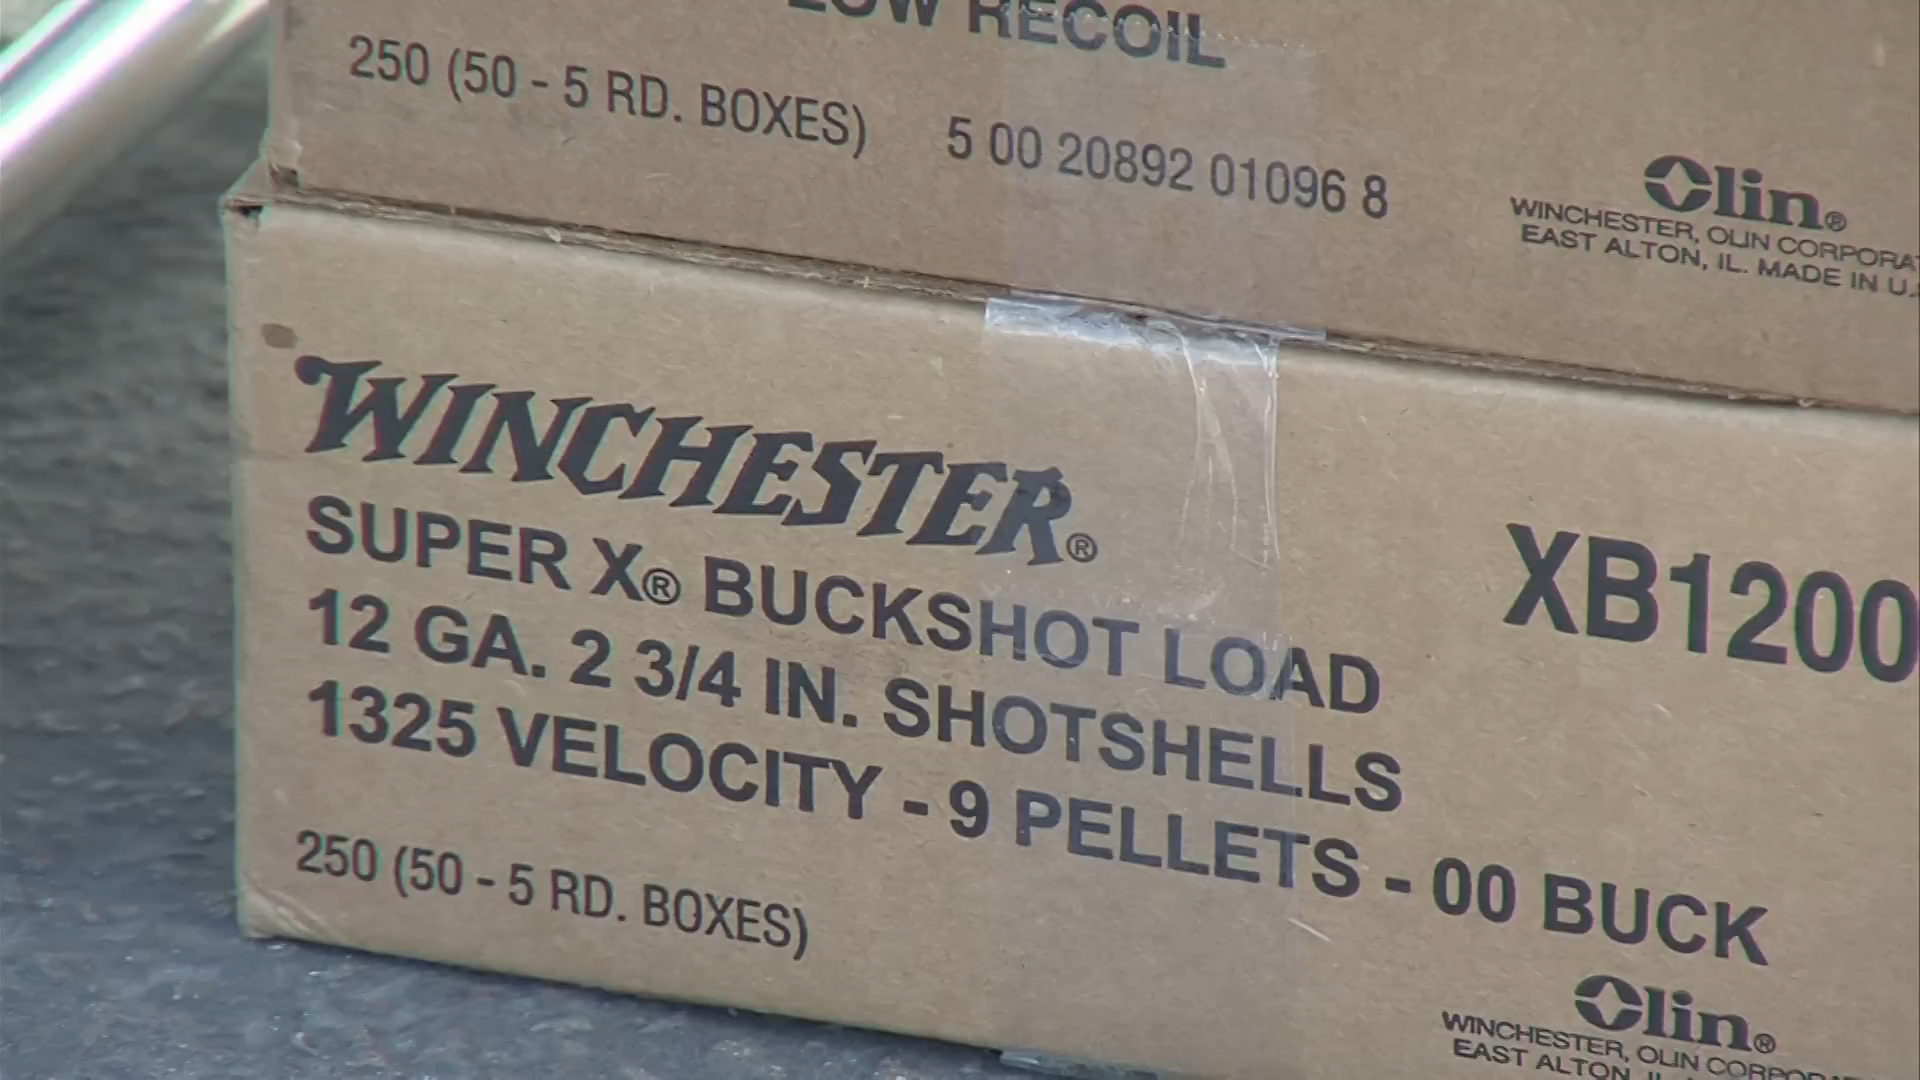 LOW RECOIL
250 (50 - 5 RD. BOXES) 5 00 20892 01096 8
Olin®
WINCHESTER, OLIN CORPORAT
EAST ALTON, IL. MADE IN U.S
WINCHESTER®
SUPER X® BUCKSHOT LOAD
XB1200
12 GA. 2 3/4 IN. SHOTSHELLS
1325 VELOCITY - 9 PELLETS - 00 BUCK
250 (50 - 5 RD. BOXES)
Olin®
WINCHESTER, OLIN CORPORA
EAST ALTON, IL